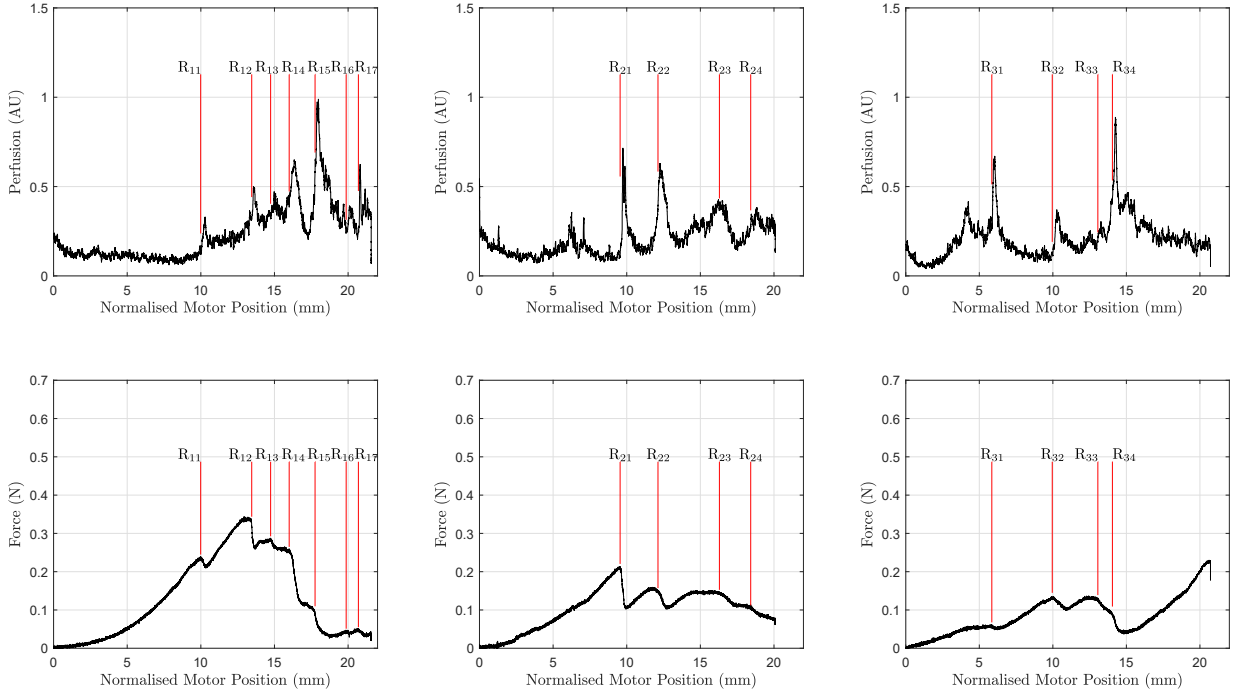 1.5
1
0.5
0
Perfusion (AU)
R₁₁ R₁₂ R₁₃ R₁₄ R₁₅ R₁₆ R₁₇
0 5 10 15 20
Normalised Motor Position (mm)
1.5
1
0.5
0
Perfusion (AU)
R₂₁ R₂₂ R₂₃ R₂₄
0 5 10 15 20
Normalised Motor Position (mm)
1.5
1
0.5
0
Perfusion (AU)
R₃₁ R₃₂ R₃₃ R₃₄
0 5 10 15 20
Normalised Motor Position (mm)
0.7
0.6
0.5
0.4
0.3
0.2
0.1
0
Force (N)
R₁₁ R₁₂ R₁₃ R₁₄ R₁₅ R₁₆ R₁₇
0 5 10 15 20
Normalised Motor Position (mm)
0.7
0.6
0.5
0.4
0.3
0.2
0.1
0
Force (N)
R₂₁ R₂₂ R₂₃ R₂₄
0 5 10 15 20
Normalised Motor Position (mm)
0.7
0.6
0.5
0.4
0.3
0.2
0.1
0
Force (N)
R₃₁ R₃₂ R₃₃ R₃₄
0 5 10 15 20
Normalised Motor Position (mm)